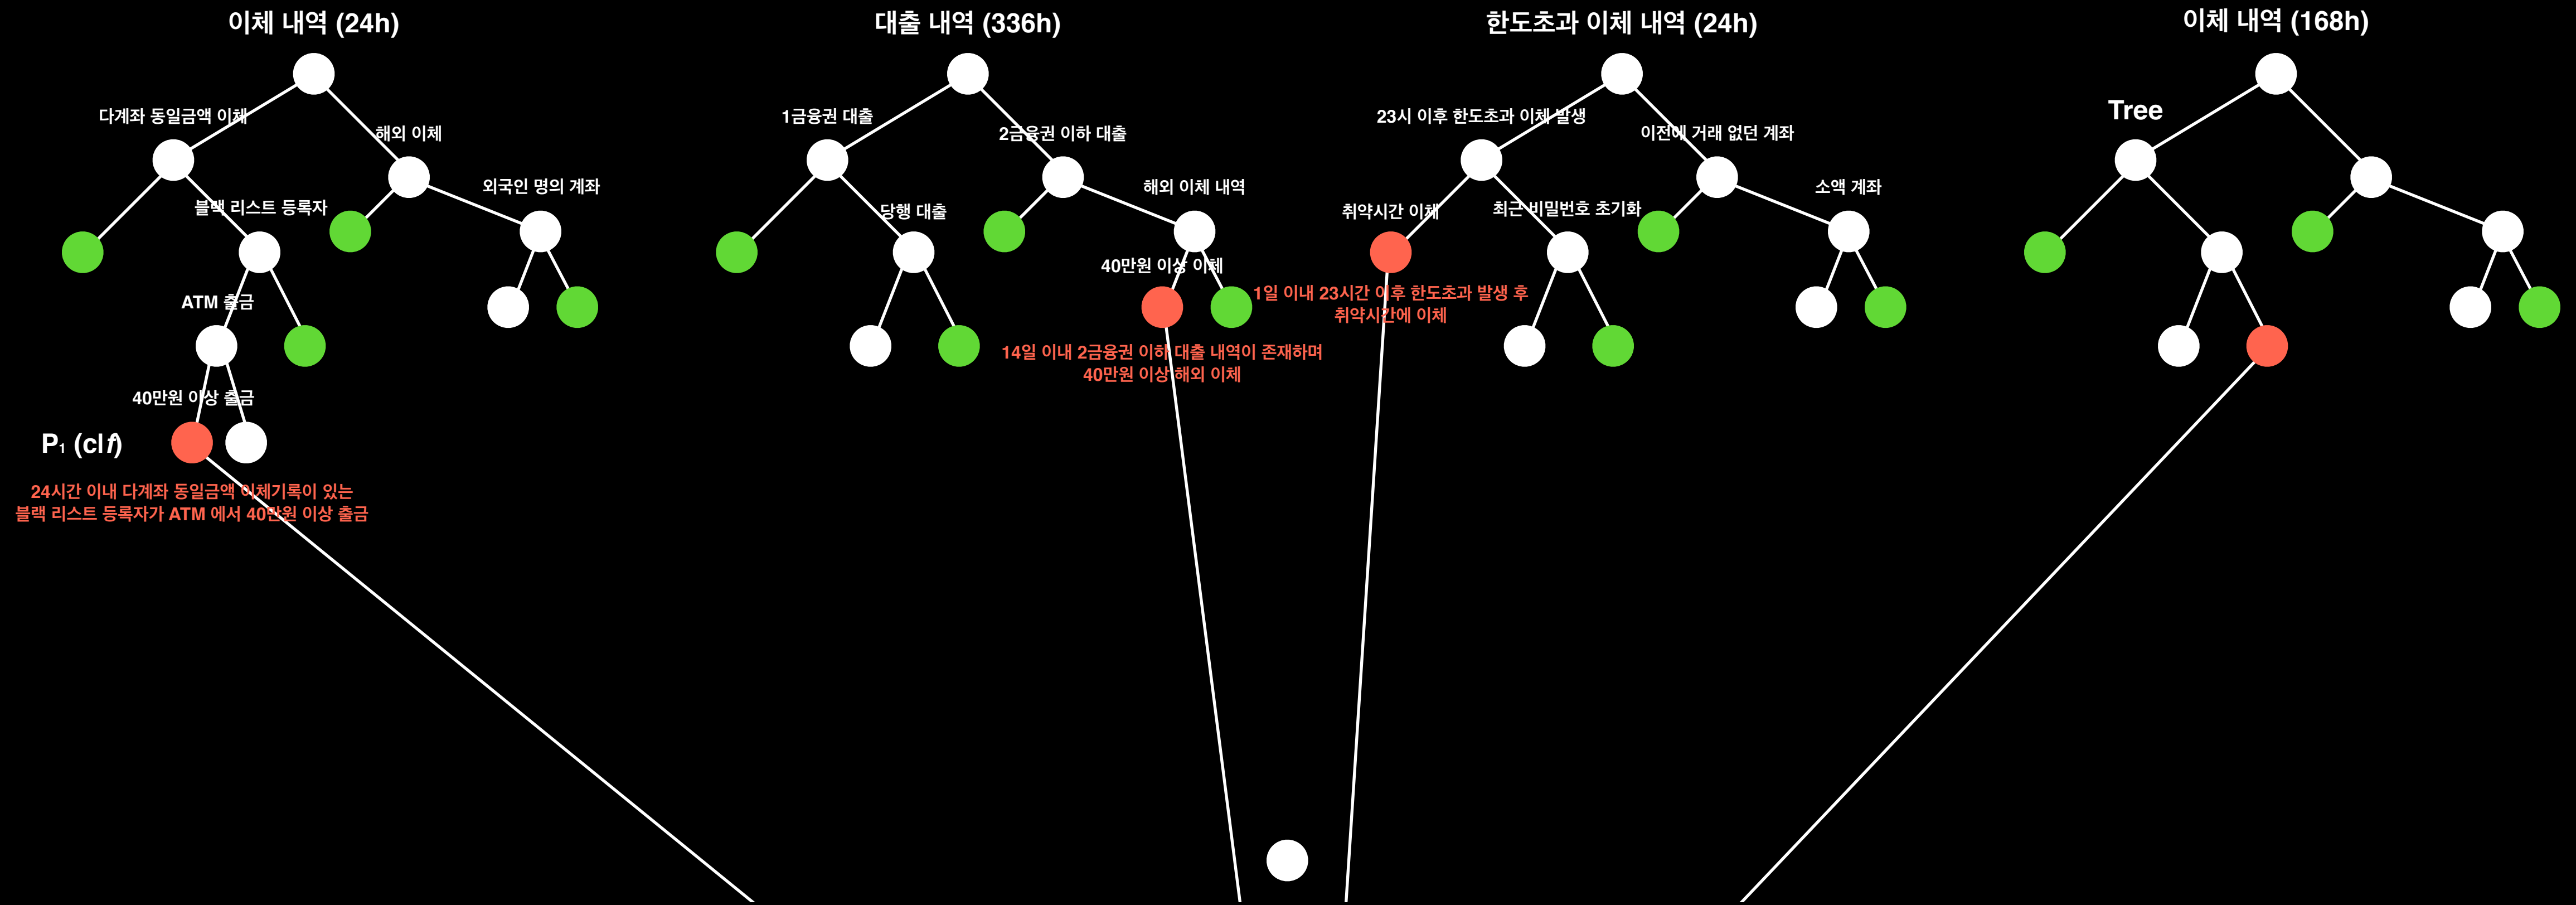 이체 내역 (24h)
다계좌 동일금액 이체
해외 이체
외국인 명의 계좌
블랙 리스트 등록자
ATM 출금
40만원 이상 출금
P₁ (clf)
24시간 이내 다계좌 동일금액 이체기록이 있는
블랙 리스트 등록자가 ATM 에서 40만원 이상 출금
대출 내역 (336h)
1금융권 대출
2금융권 이하 대출
해외 이체 내역
당행 대출
40만원 이상 이체
14일 이내 2금융권 이하 대출 내역이 존재하며
40만원 이상 해외 이체
한도초과 이체 내역 (24h)
23시 이후 한도초과 이체 발생
이전에 거래 없던 계좌
소액 계좌
취약시간 이체
최근 비밀번호 초기화
1일 이내 23시간 이후 한도초과 발생 후
취약시간에 이체
이체 내역 (168h)
Tree